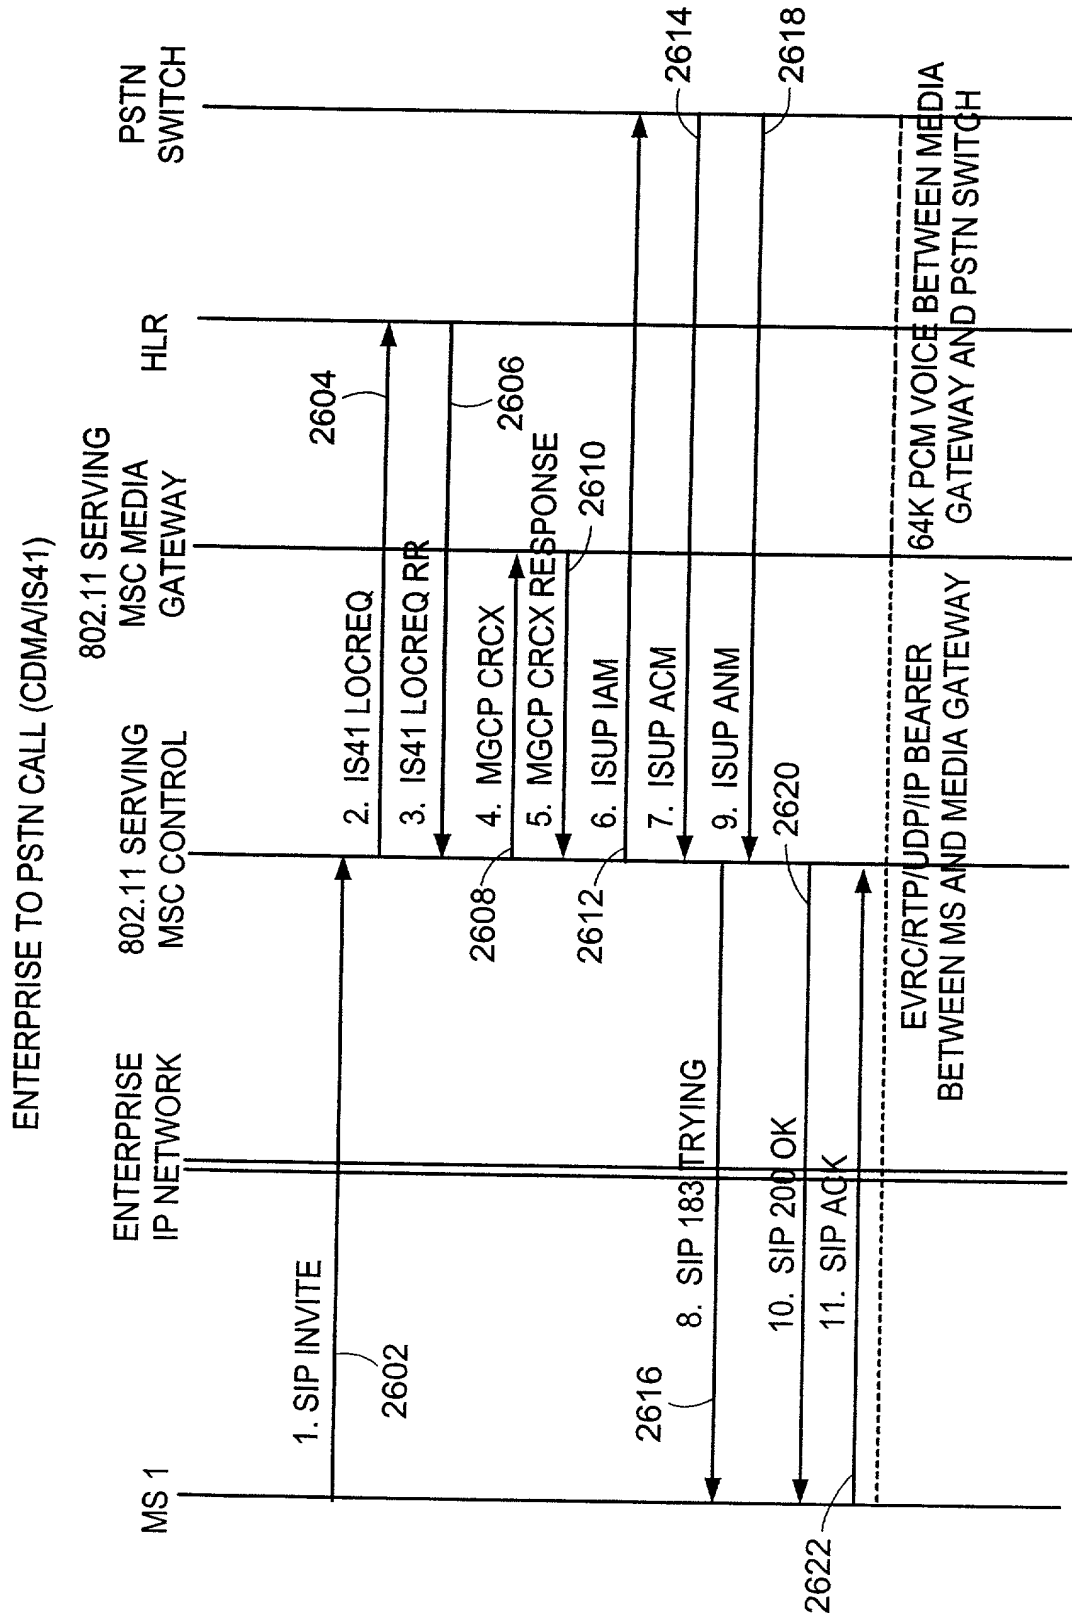 ENTERPRISE TO PSTN CALL (CDMA/IS41)
MS 1
ENTERPRISE
IP NETWORK
802.11 SERVING
MSC CONTROL
802.11 SERVING
MSC MEDIA
GATEWAY
HLR
PSTN
SWITCH
1. SIP INVITE
2602
2. IS41 LOCREQ
2604
3. IS41 LOCREQ RR
2606
4. MGCP CRCX
2608
5. MGCP CRCX RESPONSE
2610
6. ISUP IAM
2612
7. ISUP ACM
2614
8. SIP 183 TRYING
2616
9. ISUP ANM
2618
10. SIP 200 OK
2620
11. SIP ACK
2622
EVRC/RTP/UDP/IP BEARER
BETWEEN MS AND MEDIA GATEWAY
64K PCM VOICE BETWEEN MEDIA
GATEWAY AND PSTN SWITCH